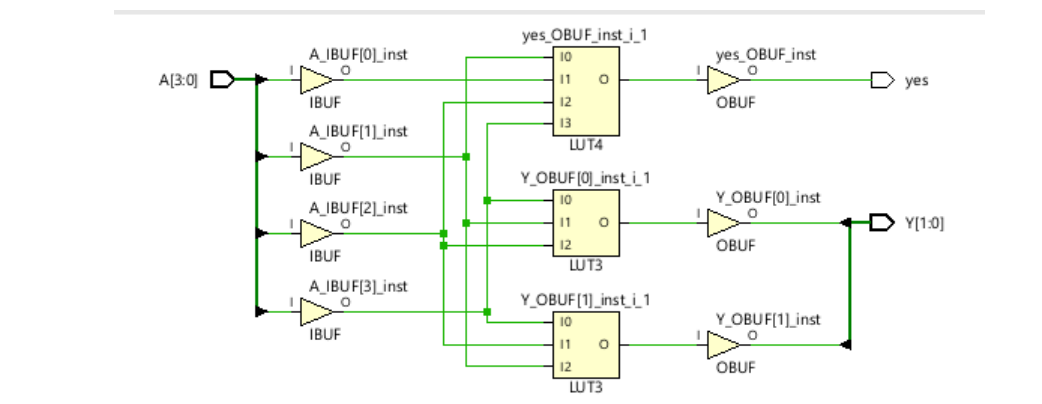 yes_OBUF_inst_i_1
A_IBUF[0]_inst
I0
yes_OBUF_inst
A[3:0]
I
O
I1
O
I
O
yes
IBUF
I2
OBUF
I3
A_IBUF[1]_inst
I
O
LUT4
IBUF
Y_OBUF[0]_inst_i_1
A_IBUF[2]_inst
I0
Y_OBUF[0]_inst
I
O
I1
O
I
O
Y[1:0]
IBUF
I2
OBUF
LUT3
A_IBUF[3]_inst
I
O
Y_OBUF[1]_inst_i_1
IBUF
I0
Y_OBUF[1]_inst
I1
O
I
O
I2
OBUF
LUT3